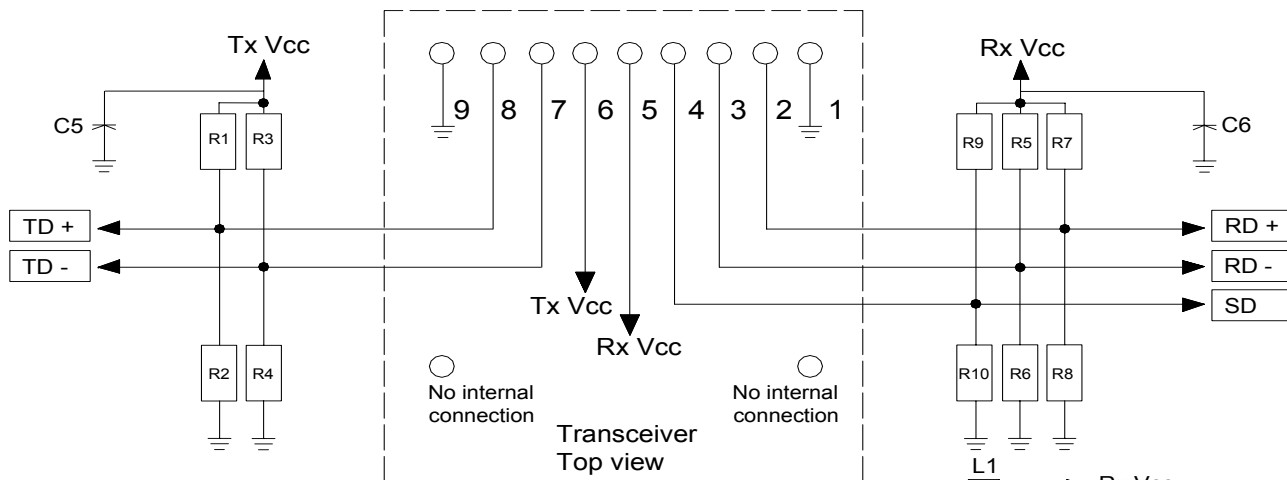 Tx Vcc
Rx Vcc
9 8 7 6 5 4 3 2 1
C5
C6
R1 R3
R9 R5 R7
TD +
RD +
TD -
RD -
Tx Vcc
SD
Rx Vcc
R2 R4
R10 R6 R8
No internal
connection
No internal
connection
Transceiver
Top view
L1